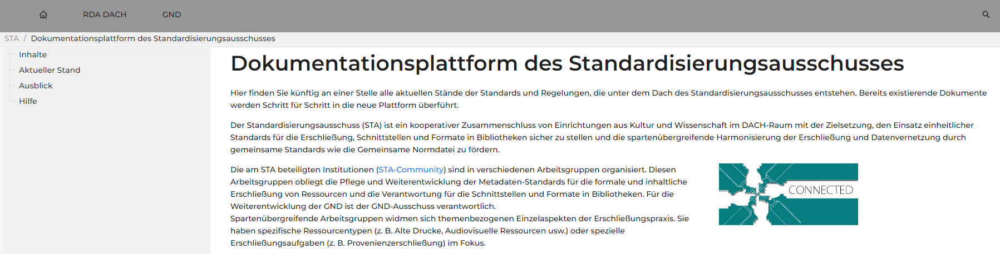 RDA DACH GND
STA / Dokumentationsplattform des Standardisierungsausschusses
Inhalte
Aktueller Stand
Ausblick
Hilfe
Dokumentationsplattform des Standardisierungsausschusses
Hier finden Sie künftig an einer Stelle alle aktuellen Stände der Standards und Regelungen, die unter dem Dach des Standardisierungsausschusses entstehen. Bereits existierende Dokumente
werden Schritt für Schritt in die neue Plattform überführt.
Der Standardisierungsausschuss (STA) ist ein kooperativer Zusammenschluss von Einrichtungen aus Kultur und Wissenschaft im DACH-Raum mit der Zielsetzung, den Einsatz einheitlicher
Standards für die Erschließung, Schnittstellen und Formate in Bibliotheken sicher zu stellen und die spartenübergreifende Harmonisierung der Erschließung und Datenvernetzung durch
gemeinsame Standards wie die Gemeinsame Normdatei zu fördern.
Die am STA beteiligten Institutionen (STA-Community) sind in verschiedenen Arbeitsgruppen organisiert. Diesen
Arbeitsgruppen obliegt die Pflege und Weiterentwicklung der Metadaten-Standards für die formale und inhaltliche
Erschließung von Ressourcen und die Verantwortung für die Schnittstellen und Formate in Bibliotheken. Für die
Weiterentwicklung der GND ist der GND-Ausschuss verantwortlich.
Spartenübergreifende Arbeitsgruppen widmen sich themenbezogenen Einzelaspekten der Erschließungspraxis. Sie
haben spezifische Ressourcentypen (z. B. Alte Drucke, Audiovisuelle Ressourcen usw.) oder spezielle
Erschließungsaufgaben (z. B. Provenienzerschließung) im Fokus.
CONNECTED